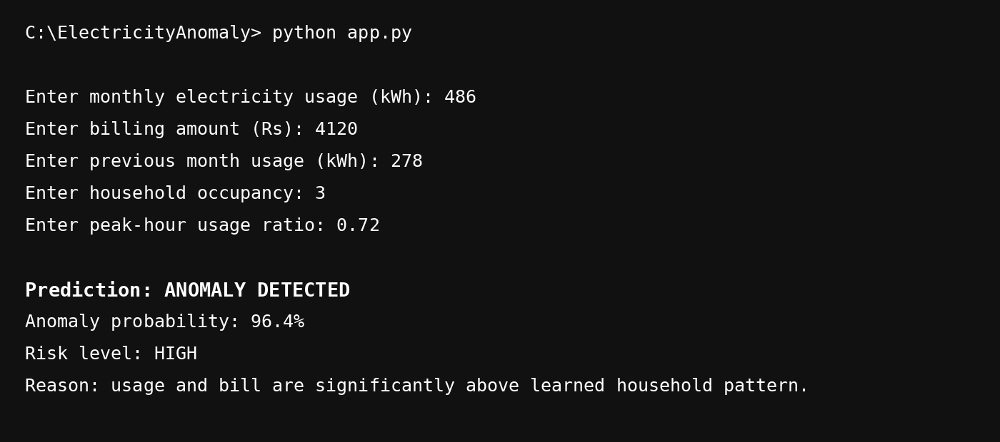 C:\ElectricityAnomaly> python app.py
Enter monthly electricity usage (kWh): 486
Enter billing amount (Rs): 4120
Enter previous month usage (kWh): 278
Enter household occupancy: 3
Enter peak-hour usage ratio: 0.72
Prediction: ANOMALY DETECTED
Anomaly probability: 96.4%
Risk level: HIGH
Reason: usage and bill are significantly above learned household pattern.